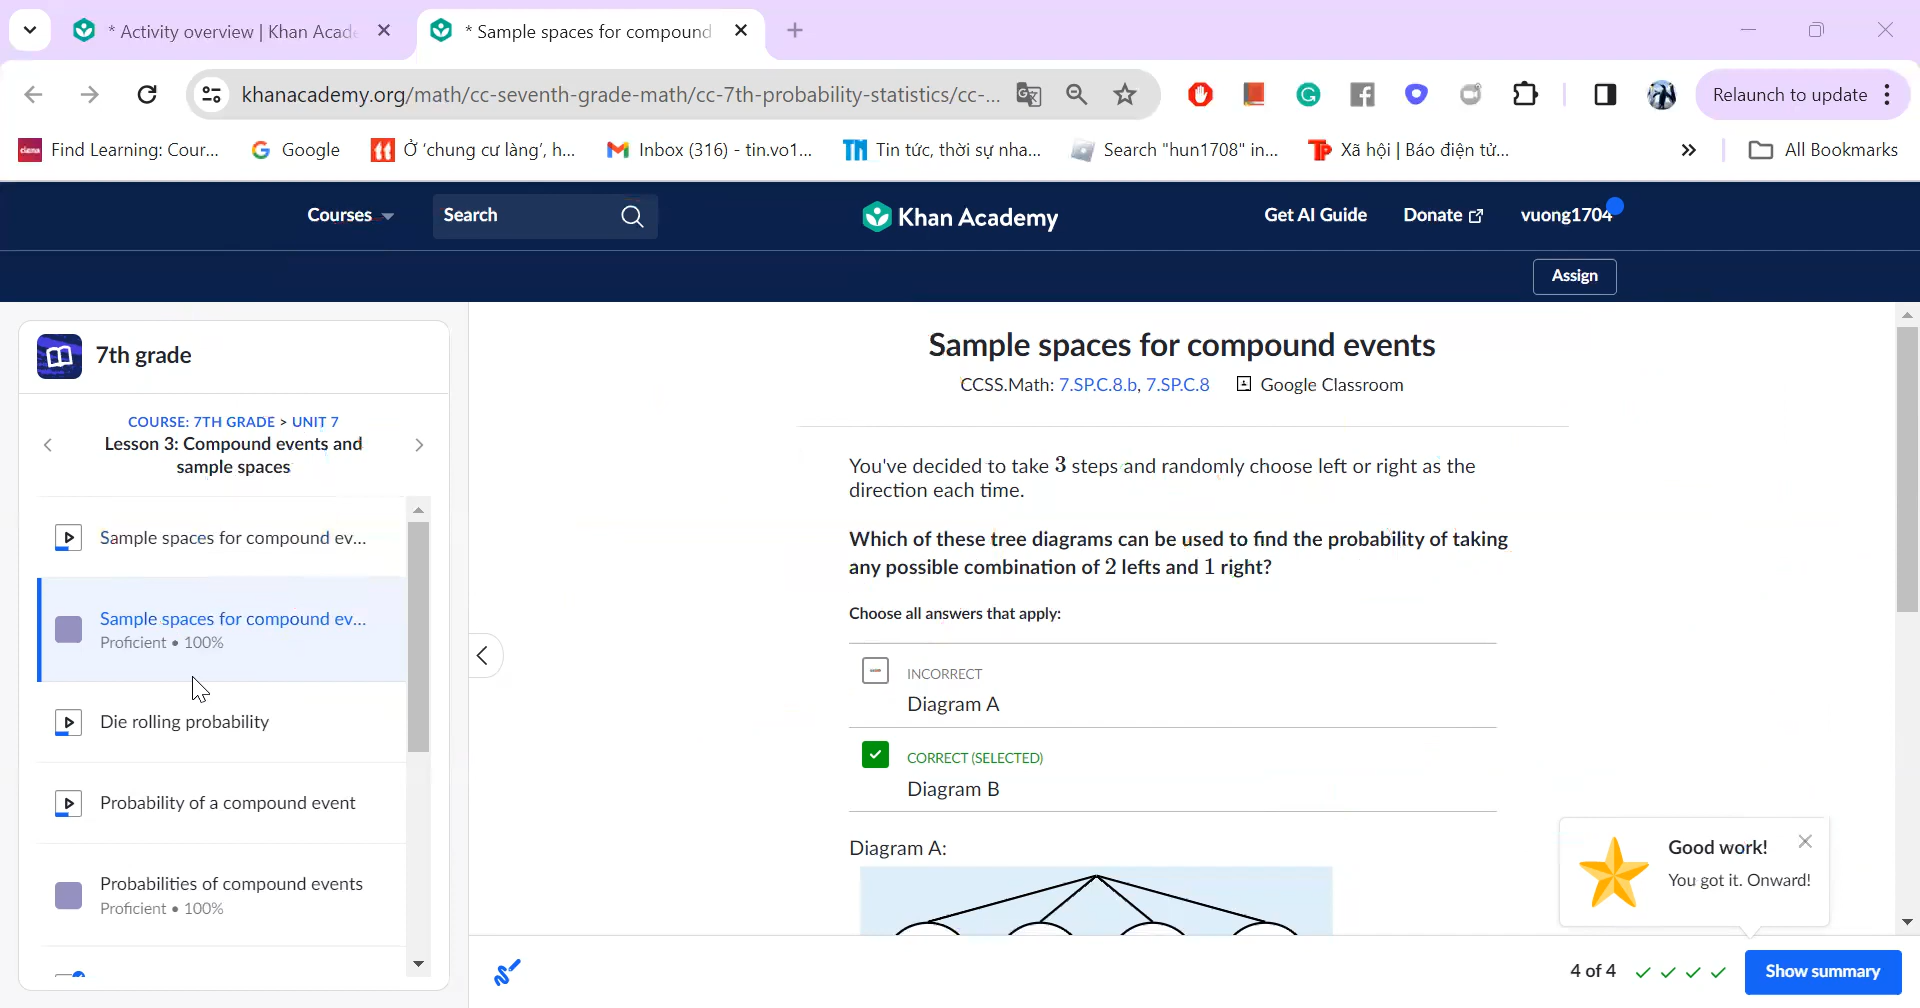 * Activity overview | Khan Acad
* Sample spaces for compound
khanacademy.org/math/cc-seventh-grade-math/cc-7th-probability-statistics/cc-...
Relaunch to update
ciena
Find Learning: Cour...
Google
Ở 'chung cư làng', h...
Inbox (316) - tin.vo1...
Tin tức, thời sự nha...
Search "hun1708" in...
Xã hội | Báo điện tử...
All Bookmarks
Courses
Search
Khan Academy
Get AI Guide
Donate
vuong1704
Assign
7th grade
COURSE: 7TH GRADE > UNIT 7
Lesson 3: Compound events and
sample spaces
Sample spaces for compound ev...
Sample spaces for compound ev...
Proficient • 100%
Die rolling probability
Probability of a compound event
Probabilities of compound events
Proficient • 100%
Sample spaces for compound events
CCSS.Math: 7.SP.C.8.b, 7.SP.C.8
Google Classroom
You've decided to take 3 steps and randomly choose left or right as the
direction each time.
Which of these tree diagrams can be used to find the probability of taking
any possible combination of 2 lefts and 1 right?
Choose all answers that apply:
INCORRECT
Diagram A
CORRECT (SELECTED)
Diagram B
Diagram A:
Good work!
You got it. Onward!
4 of 4
Show summary